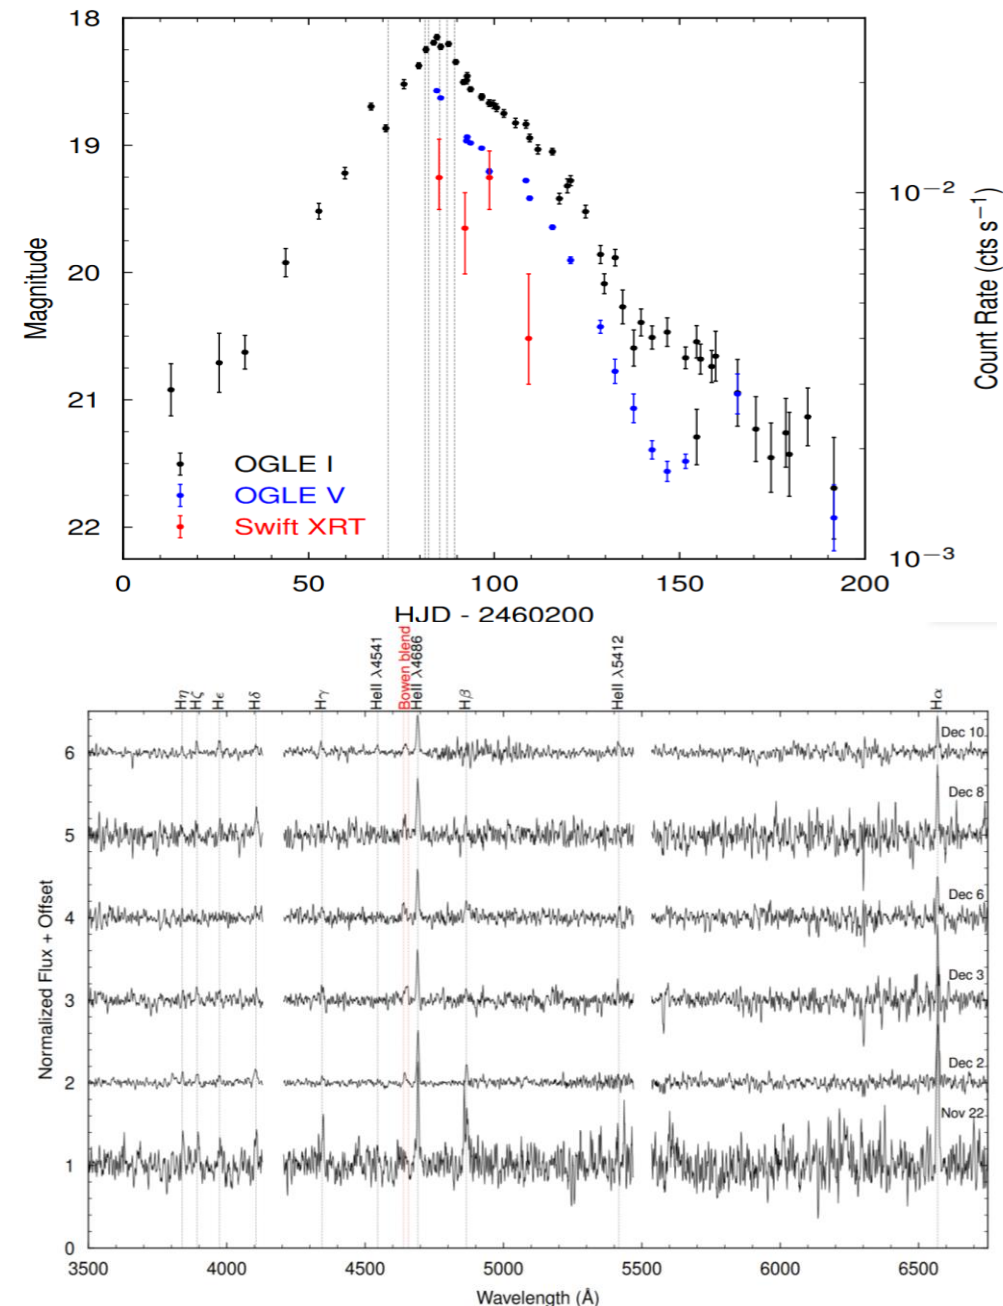 18
19
20
21
22
Magnitude
10⁻²
10⁻³
Count Rate (cts s⁻¹)
OGLE I
OGLE V
Swift XRT
0 50 100 150 200
HJD - 2460200
Hη Hζ Hε Hδ Hγ HeII λ4541 Bowen blend HeII λ4686 Hβ HeII λ5412 Hα
6 Dec 10
Dec 8
5
Dec 6
4
Dec 3
3
Dec 2
2
Nov 22
1
0
Normalized Flux + Offset
3500 4000 4500 5000 5500 6000 6500
Wavelength (Å)